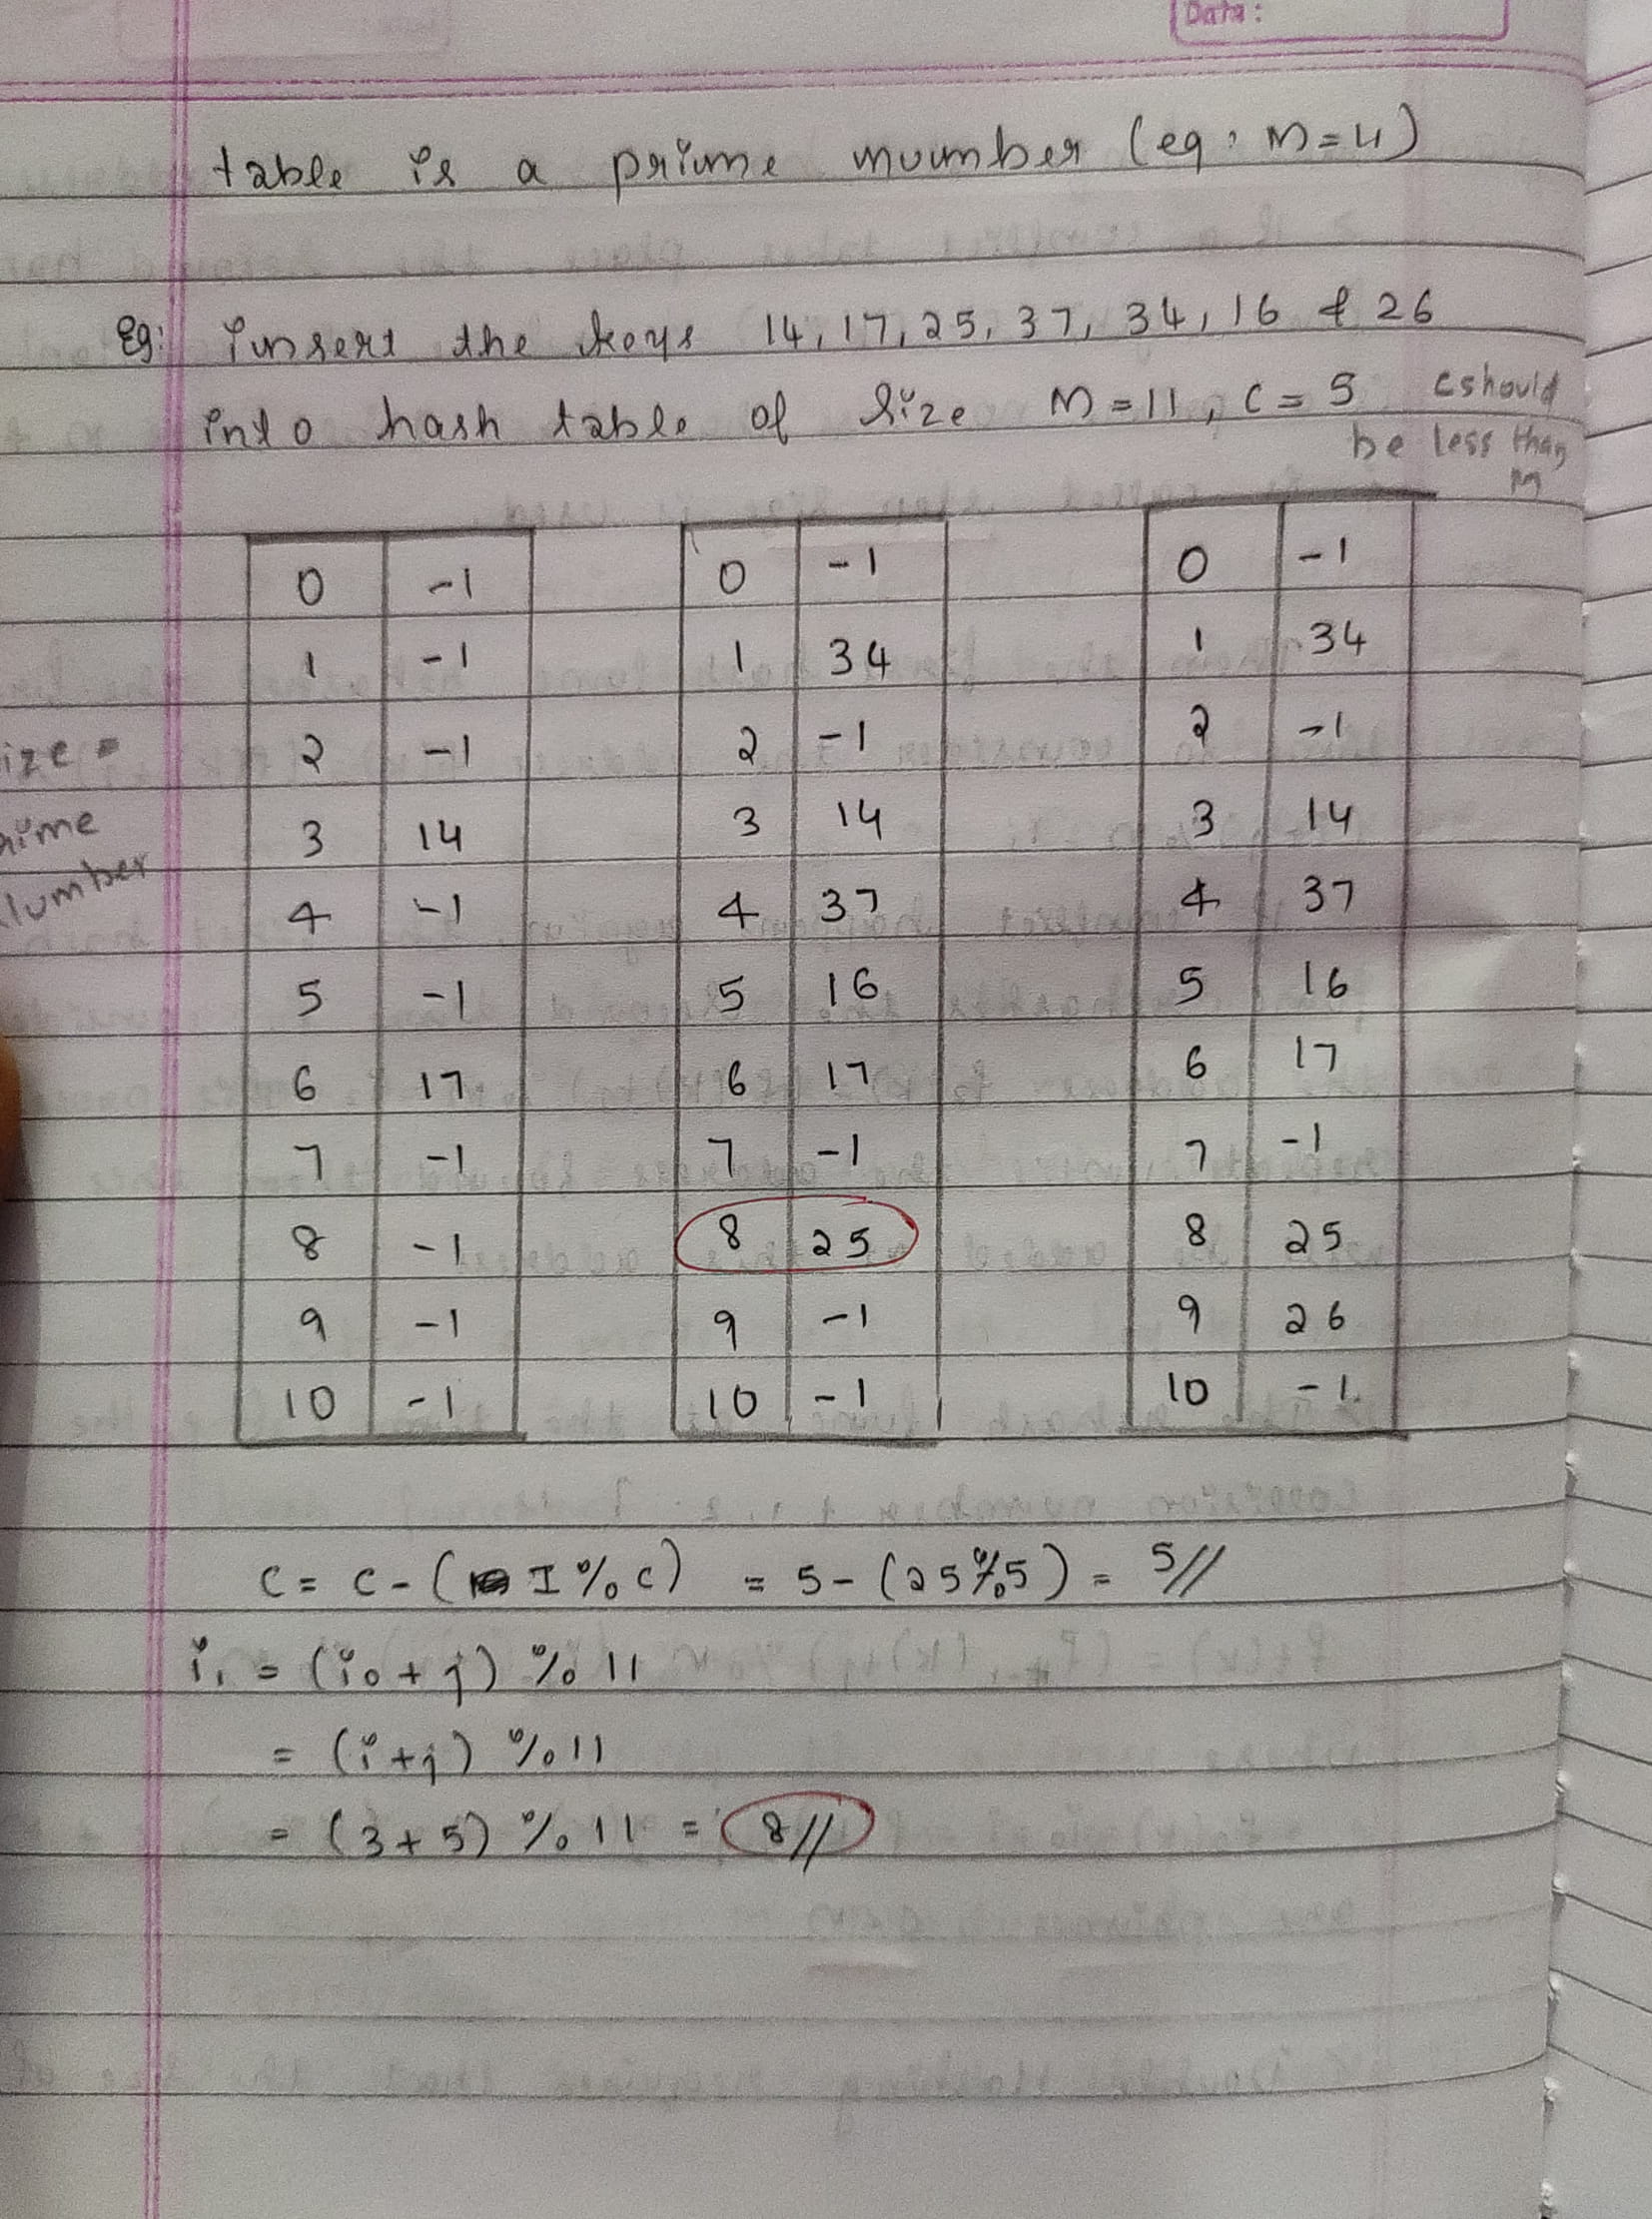 Data:
table is a prime number (eg: M=11)
Eg: insert the keys 14, 17, 25, 37, 34, 16 & 26
into hash table of size M=11, C=5 C should
be less than
M
0 -1 0 -1 0 -1
1 -1 1 34 1 34
ize = 2 -1 2 -1 2 -1
rime 3 14 3 14 3 14
Number 4 -1 4 37 4 37
5 -1 5 16 5 16
6 17 6 17 6 17
7 -1 7 -1 7 -1
8 -1 8 25 8 25
9 -1 9 -1 9 26
10 -1 10 -1 10 -1
C = C - (I % C) = 5 - (25%5) = 5//
i₁ = (i₀ + j) % 11
= (i + j) % 11
= (3 + 5) % 11 = 8//